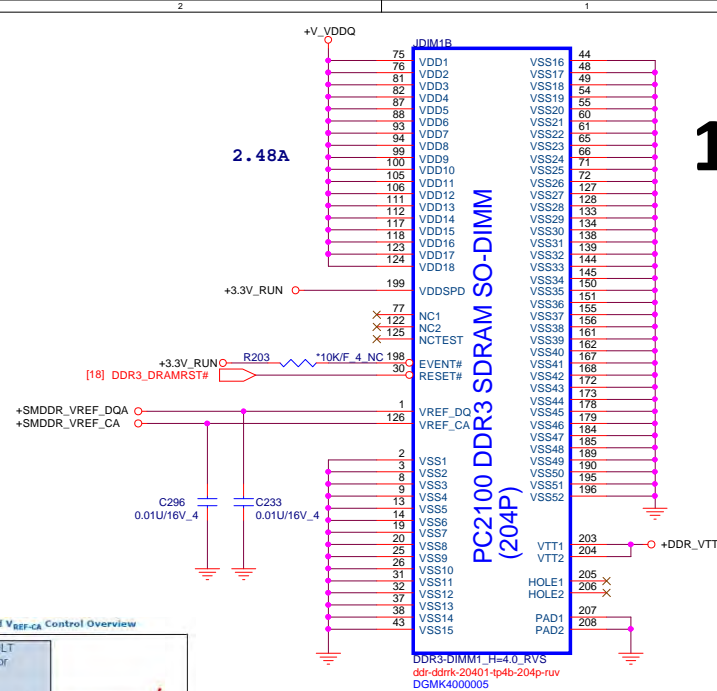 2
1
+V_VDDQ
JDIM1B
75 VDD1 VSS16 44
76 VDD2 VSS17 48
81 VDD3 VSS18 49
82 VDD4 VSS19 54
87 VDD5 VSS20 55
88 VDD6 VSS21 60
93 VDD7 VSS22 61
94 VDD8 VSS23 65
99 VDD9 VSS24 66
100 VDD10 VSS25 71
105 VDD11 VSS26 72
106 VDD12 VSS27 127
111 VDD13 VSS28 128
112 VDD14 VSS29 133
117 VDD15 VSS30 134
118 VDD16 VSS31 138
123 VDD17 VSS32 139
124 VDD18 VSS33 144
VSS34 145
199 VDDSPD VSS35 150
VSS36 151
77 NC1 VSS37 155
122 NC2 VSS38 156
125 NCTEST VSS39 161
VSS40 162
198 EVENT# VSS41 167
30 RESET# VSS42 168
VSS43 172
VSS44 173
1 VREF_DQ VSS45 178
126 VREF_CA VSS46 179
VSS47 184
VSS48 185
2 VSS1 VSS49 189
3 VSS2 VSS50 190
8 VSS3 VSS51 195
9 VSS4 VSS52 196
13 VSS5
14 VSS6
19 VSS7
20 VSS8 VTT1 203
25 VSS9 VTT2 204
26 VSS10
31 VSS11 HOLE1 205
32 VSS12 HOLE2 206
37 VSS13
38 VSS14 PAD1 207
43 VSS15 PAD2 208
2.48A
1
+3.3V_RUN
+3.3V_RUN R203 *10K/F_4_NC
[18] DDR3_DRAMRST#
+SMDDR_VREF_DQA
+SMDDR_VREF_CA
C296
0.01U/16V_4
C233
0.01U/16V_4
PC2100 DDR3 SDRAM SO-DIMM
(204P)
+DDR_VTT
DDR3-DIMM1_H=4.0_RVS
ddr-ddrrk-20401-tp4b-204p-ruv
DGMK4000005
VREF-CA Control Overview